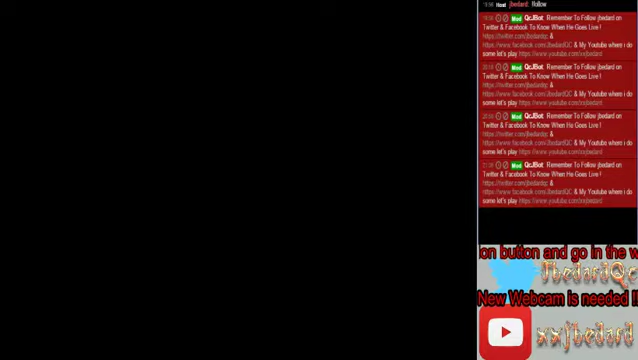 Host jbedard: !follow
Mod QcJBot: Remember To Follow jbedard on
Twitter & Facebook To Know When He Goes Live !
https://twitter.com/jbedardqc &
https://www.facebook.com/JbedardQC & My Youtube where i do
some let's play https://www.youtube.com/xxjbedard
Mod QcJBot: Remember To Follow jbedard on
Twitter & Facebook To Know When He Goes Live !
https://twitter.com/jbedardqc &
https://www.facebook.com/JbedardQC & My Youtube where i do
some let's play https://www.youtube.com/xxjbedard
Mod QcJBot: Remember To Follow jbedard on
Twitter & Facebook To Know When He Goes Live !
https://twitter.com/jbedardqc &
https://www.facebook.com/JbedardQC & My Youtube where i do
some let's play https://www.youtube.com/xxjbedard
Mod QcJBot: Remember To Follow jbedard on
Twitter & Facebook To Know When He Goes Live !
https://twitter.com/jbedardqc &
https://www.facebook.com/JbedardQC & My Youtube where i do
some let's play https://www.youtube.com/xxjbedard
on button and go in the w
JbedardQc
New Webcam is needed !!
xxjbedard